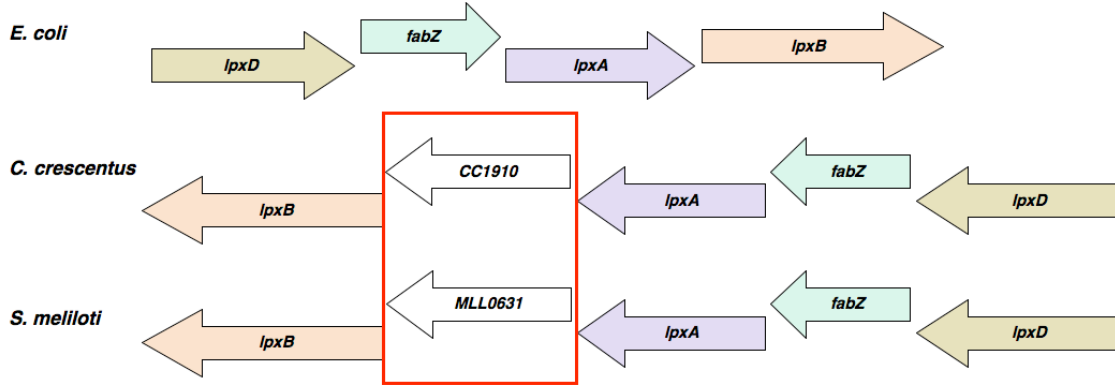 E. coli
lpxD
fabZ
lpxA
lpxB
C. crescentus
lpxB
CC1910
lpxA
fabZ
lpxD
S. meliloti
lpxB
MLL0631
lpxA
fabZ
lpxD